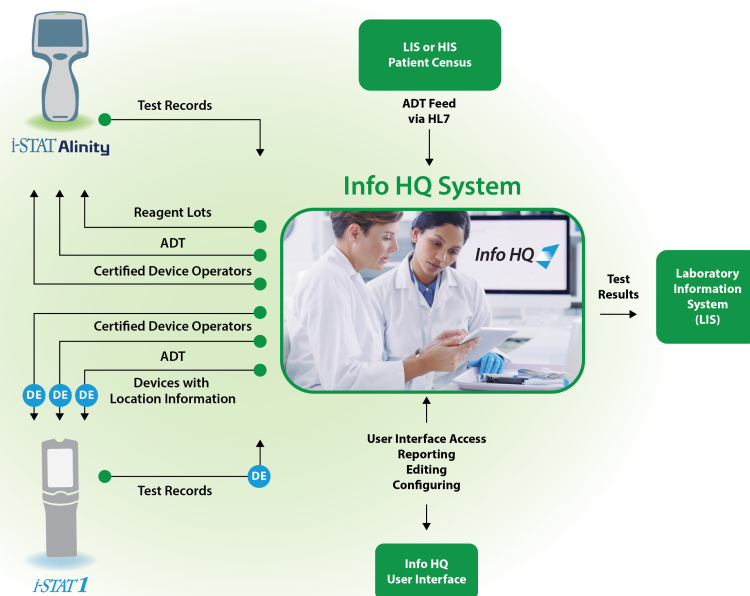 LIS or HIS
Patient Census
Test Records
ADT Feed
via HL7
i-STAT Alinity
Info HQ System
Reagent Lots
ADT
Certified Device Operators
Info HQ
Test
Results
Laboratory
Information
System
(LIS)
Certified Device Operators
ADT
Devices with
Location Information
DE
DE
DE
User Interface Access
Reporting
Editing
Configuring
DE
Test Records
Info HQ
User Interface
i-STAT 1